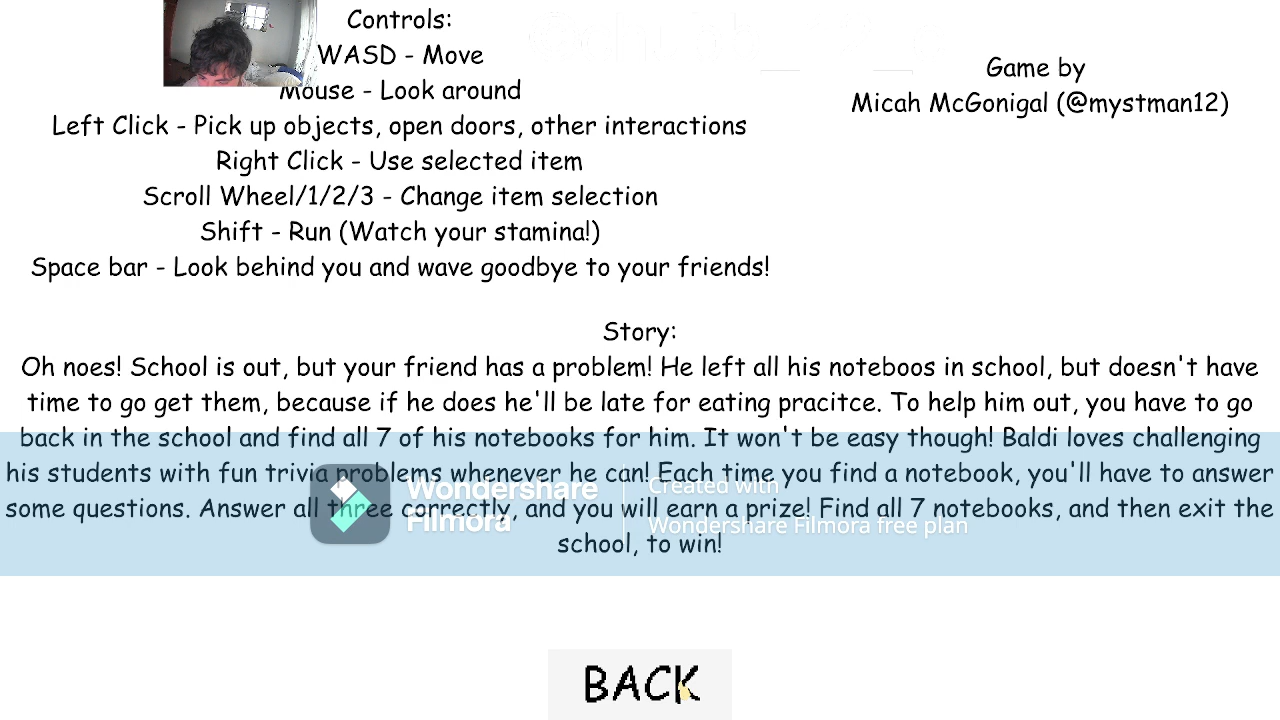 Controls:
WASD - Move
Mouse - Look around
Left Click - Pick up objects, open doors, other interactions
Right Click - Use selected item
Scroll Wheel/1/2/3 - Change item selection
Shift - Run (Watch your stamina!)
Space bar - Look behind you and wave goodbye to your friends!
Game by
Micah McGonigal (@mystman12)
Story:
Oh noes! School is out, but your friend has a problem! He left all his noteboos in school, but doesn't have
time to go get them, because if he does he'll be late for eating pracitce. To help him out, you have to go
back in the school and find all 7 of his notebooks for him. It won't be easy though! Baldi loves challenging
his students with fun trivia problems whenever he can! Each time you find a notebook, you'll have to answer
some questions. Answer all three correctly, and you will earn a prize! Find all 7 notebooks, and then exit the
school, to win!
Wondershare
Filmora
Created with
Wondershare Filmora free plan
BACK